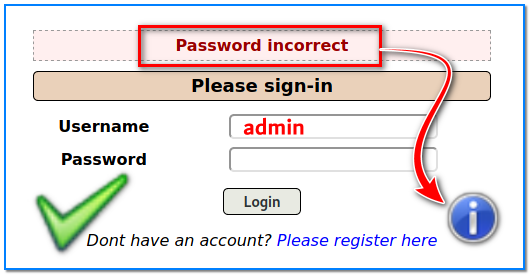 Password incorrect
Please sign-in
Username admin
Password
Login
Dont have an account? Please register here
i